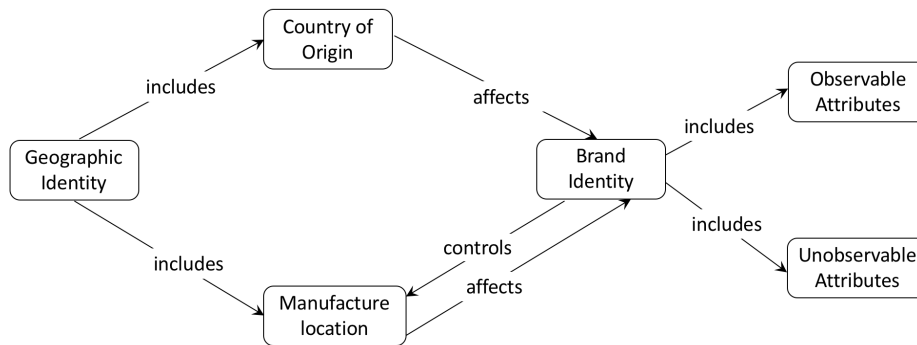 Country of
Origin
includes
affects
Observable
Attributes
includes
Geographic
Identity
Brand
Identity
includes
controls
includes
affects
Manufacture
location
Unobservable
Attributes